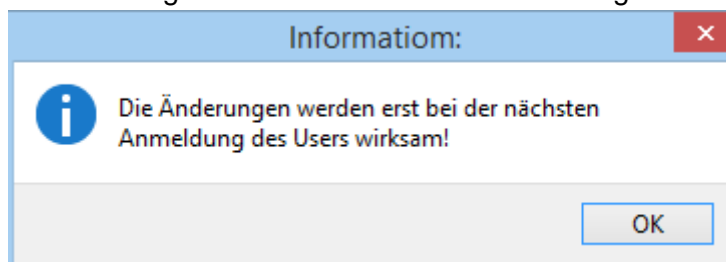 Informatiom:
Die Änderungen werden erst bei der nächsten
Anmeldung des Users wirksam!
OK